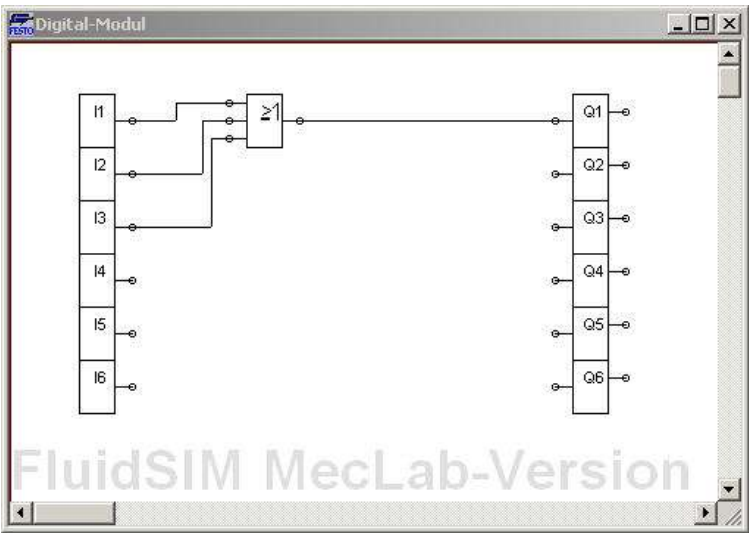 FESTO Digital-Modul
I1 ≥1 Q1
I2 Q2
I3 Q3
I4 Q4
I5 Q5
I6 Q6
FluidSIM MecLab-Version